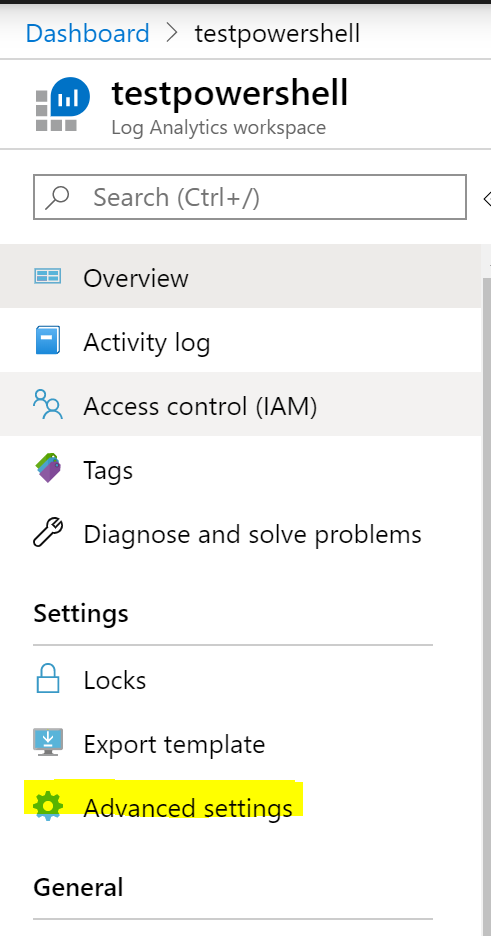 Dashboard > testpowershell
testpowershell
Log Analytics workspace
Search (Ctrl+/)
Overview
Activity log
Access control (IAM)
Tags
Diagnose and solve problems
Settings
Locks
Export template
Advanced settings
General